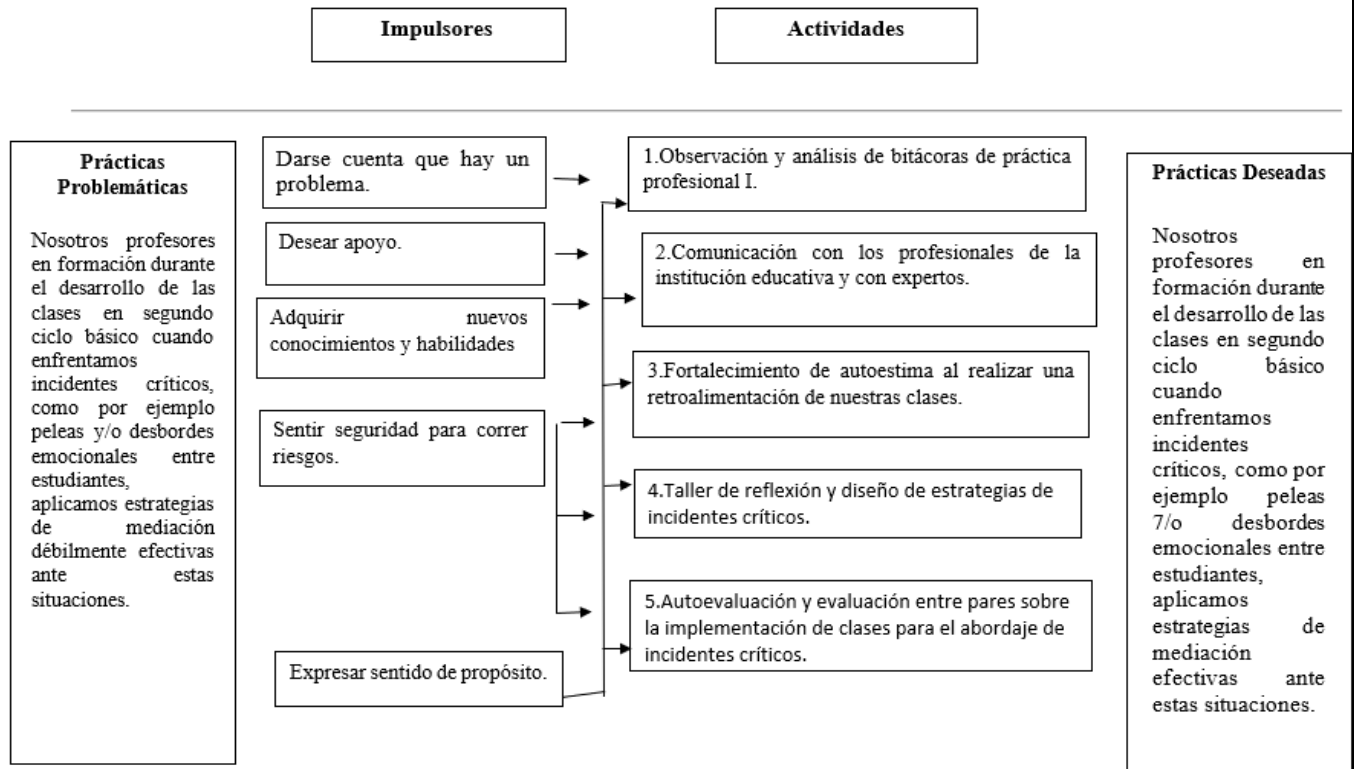 Impulsores
Actividades
Prácticas
Problemáticas
Nosotros profesores
en formación durante
el desarrollo de las
clases en segundo
ciclo básico cuando
enfrentamos
incidentes críticos,
como por ejemplo
peleas y/o desbordes
emocionales entre
estudiantes,
aplicamos estrategias
de mediación
débilmente efectivas
ante estas
situaciones.
Darse cuenta que hay un
problema.
Desear apoyo.
Adquirir nuevos
conocimientos y habilidades
Sentir seguridad para correr
riesgos.
Expresar sentido de propósito.
1.Observación y análisis de bitácoras de práctica
profesional I.
2.Comunicación con los profesionales de la
institución educativa y con expertos.
3.Fortalecimiento de autoestima al realizar una
retroalimentación de nuestras clases.
4.Taller de reflexión y diseño de estrategias de
incidentes críticos.
5.Autoevaluación y evaluación entre pares sobre
la implementación de clases para el abordaje de
incidentes críticos.
Prácticas Deseadas
Nosotros
profesores en
formación durante
el desarrollo de las
clases en segundo
ciclo básico
cuando
enfrentamos
incidentes
críticos, como por
ejemplo peleas
7/o desbordes
emocionales entre
estudiantes,
aplicamos
estrategias de
mediación
efectivas ante
estas situaciones.